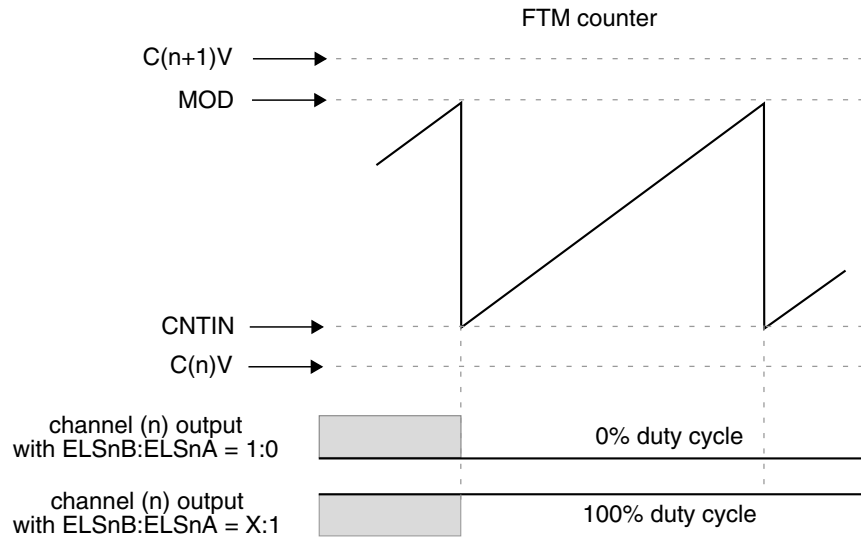 FTM counter
C(n+1)V
MOD
CNTIN
C(n)V
channel (n) output
with ELSnB:ELSnA = 1:0
0% duty cycle
channel (n) output
with ELSnB:ELSnA = X:1
100% duty cycle